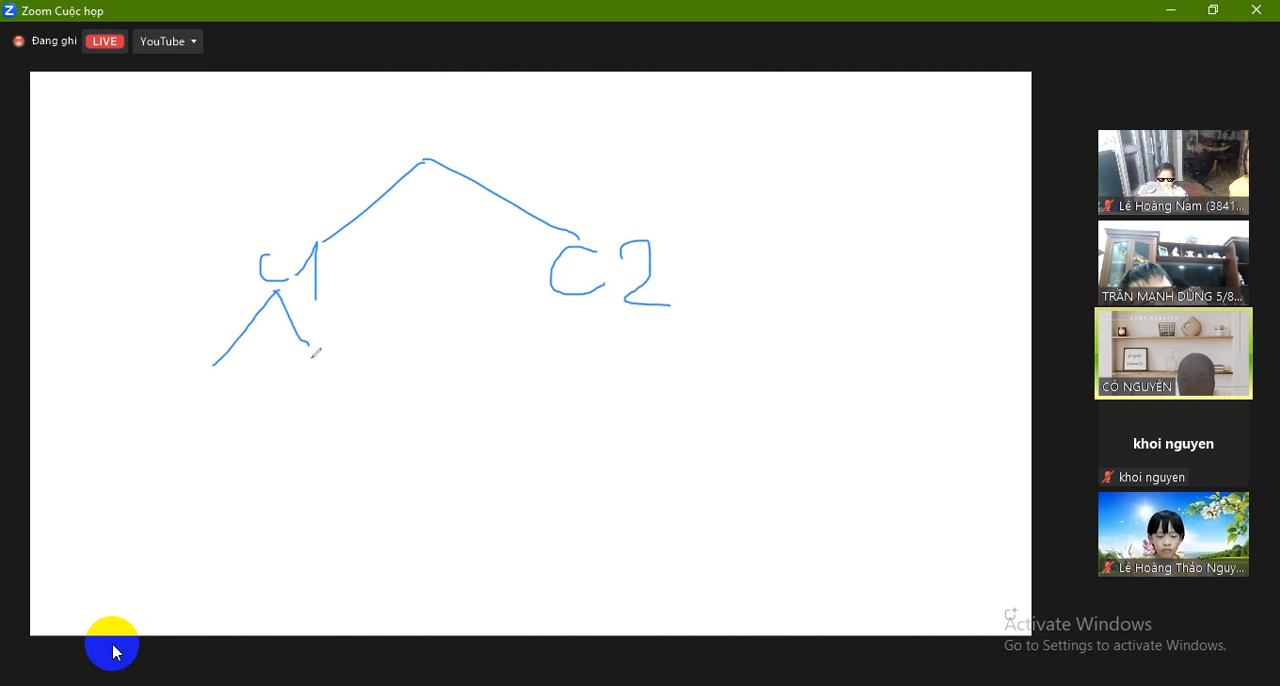 Zoom Cuộc họp
Đang ghi LIVE YouTube
C1 C2
Lê Hoàng Nam (3841...
TRẦN MẠNH DŨNG 5/8...
CÔ NGUYÊN
khoi nguyen
khoi nguyen
Lê Hoàng Thảo Nguy...
Activate Windows
Go to Settings to activate Windows.